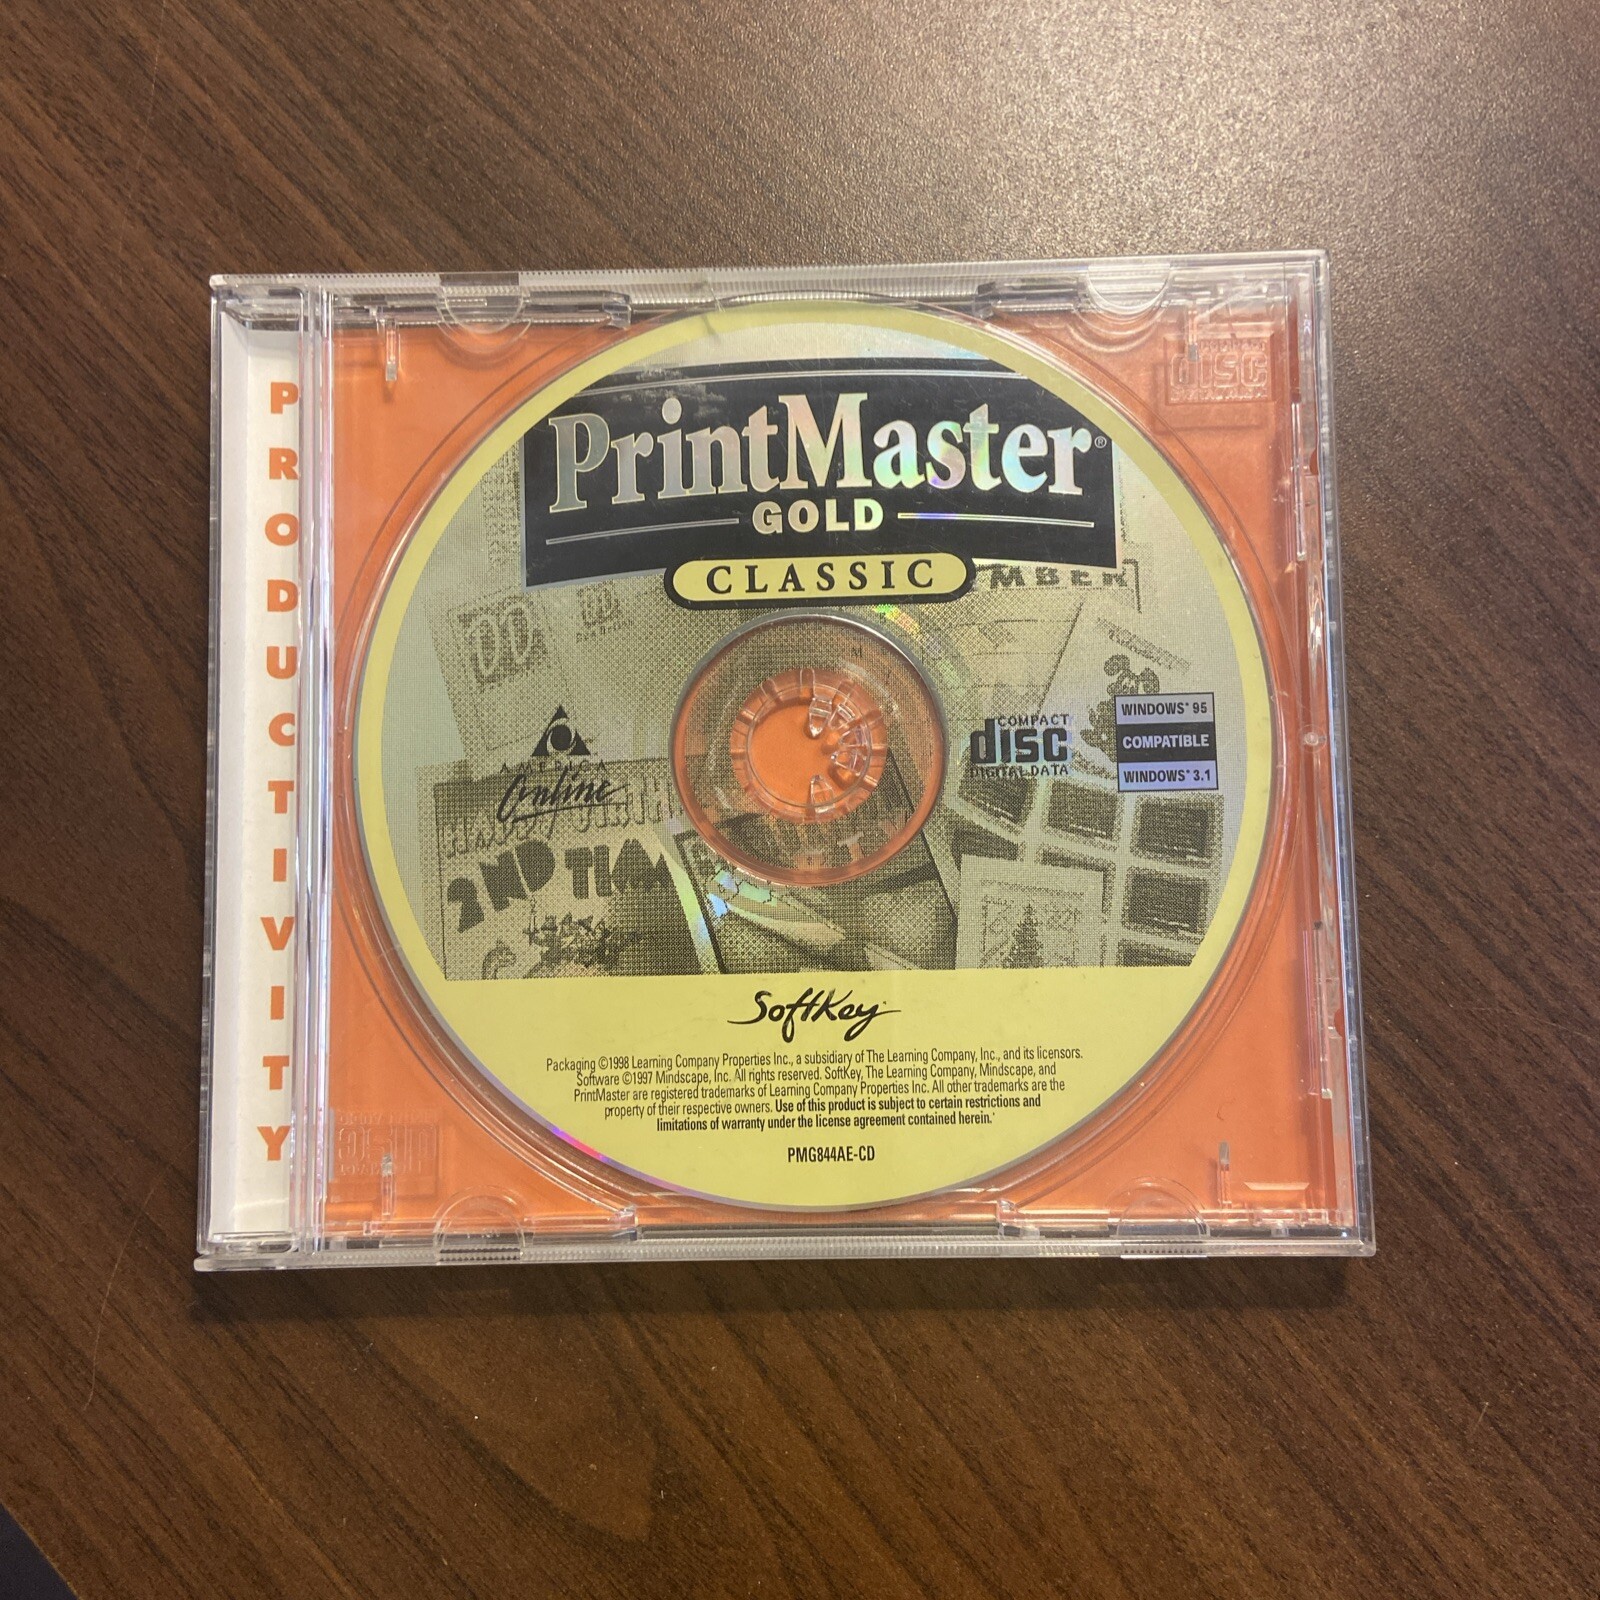 PRODUCTIVITY
PrintMaster®
GOLD
CLASSIC
MBER
AMERICA
Online
COMPACT
disc
DIGITAL DATA
WINDOWS® 95
COMPATIBLE
WINDOWS® 3.1
2ND TIM
SoftKey
Packaging ©1998 Learning Company Properties Inc., a subsidiary of The Learning Company, Inc., and its licensors.
Software ©1997 Mindscape, Inc. All rights reserved. SoftKey, The Learning Company, Mindscape, and
PrintMaster are registered trademarks of Learning Company Properties Inc. All other trademarks are the
property of their respective owners. Use of this product is subject to certain restrictions and
limitations of warranty under the license agreement contained herein.
PMG844AE-CD